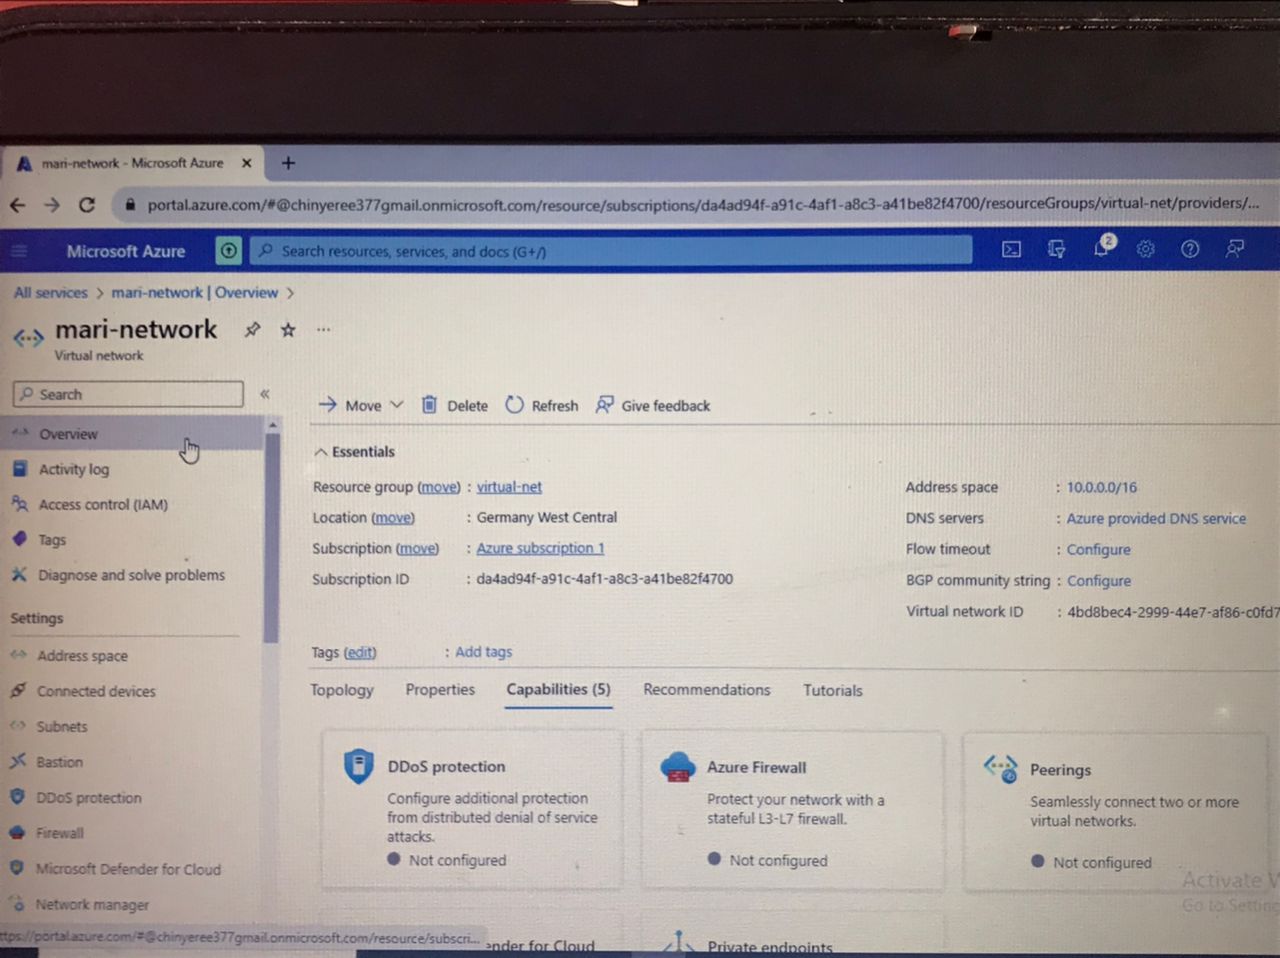 mari-network - Microsoft Azure
portal.azure.com/#@chinyeree377gmail.onmicrosoft.com/resource/subscriptions/da4ad94f-a91c-4af1-a8c3-a41be82f4700/resourceGroups/virtual-net/providers/...
Microsoft Azure
Search resources, services, and docs (G+/)
2
All services > mari-network | Overview >
mari-network
Virtual network
Search
Move
Delete
Refresh
Give feedback
Overview
Activity log
Access control (IAM)
Tags
Diagnose and solve problems
Settings
Address space
Connected devices
Subnets
Bastion
DDoS protection
Firewall
Microsoft Defender for Cloud
Network manager
Essentials
Resource group (move) : virtual-net
Location (move) : Germany West Central
Subscription (move) : Azure subscription 1
Subscription ID : da4ad94f-a91c-4af1-a8c3-a41be82f4700
Address space : 10.0.0.0/16
DNS servers : Azure provided DNS service
Flow timeout : Configure
BGP community string : Configure
Virtual network ID : 4bd8bec4-2999-44e7-af86-c0fd7
Tags (edit) : Add tags
Topology
Properties
Capabilities (5)
Recommendations
Tutorials
DDoS protection
Configure additional protection
from distributed denial of service
attacks.
Not configured
Azure Firewall
Protect your network with a
stateful L3-L7 firewall.
Not configured
Peerings
Seamlessly connect two or more
virtual networks.
Not configured
Activate W
Go to Setting
ttps://portal.azure.com/#@chinyeree377gmail.onmicrosoft.com/resource/subscri...
ender for Cloud
Private endpoints